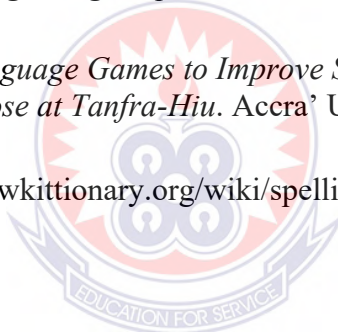 nguage Games to Improve S
ose at Tanfra-Hiu. Accra’ U
wkittionary.org/wiki/spelli
EDUCATION FOR SERVICE